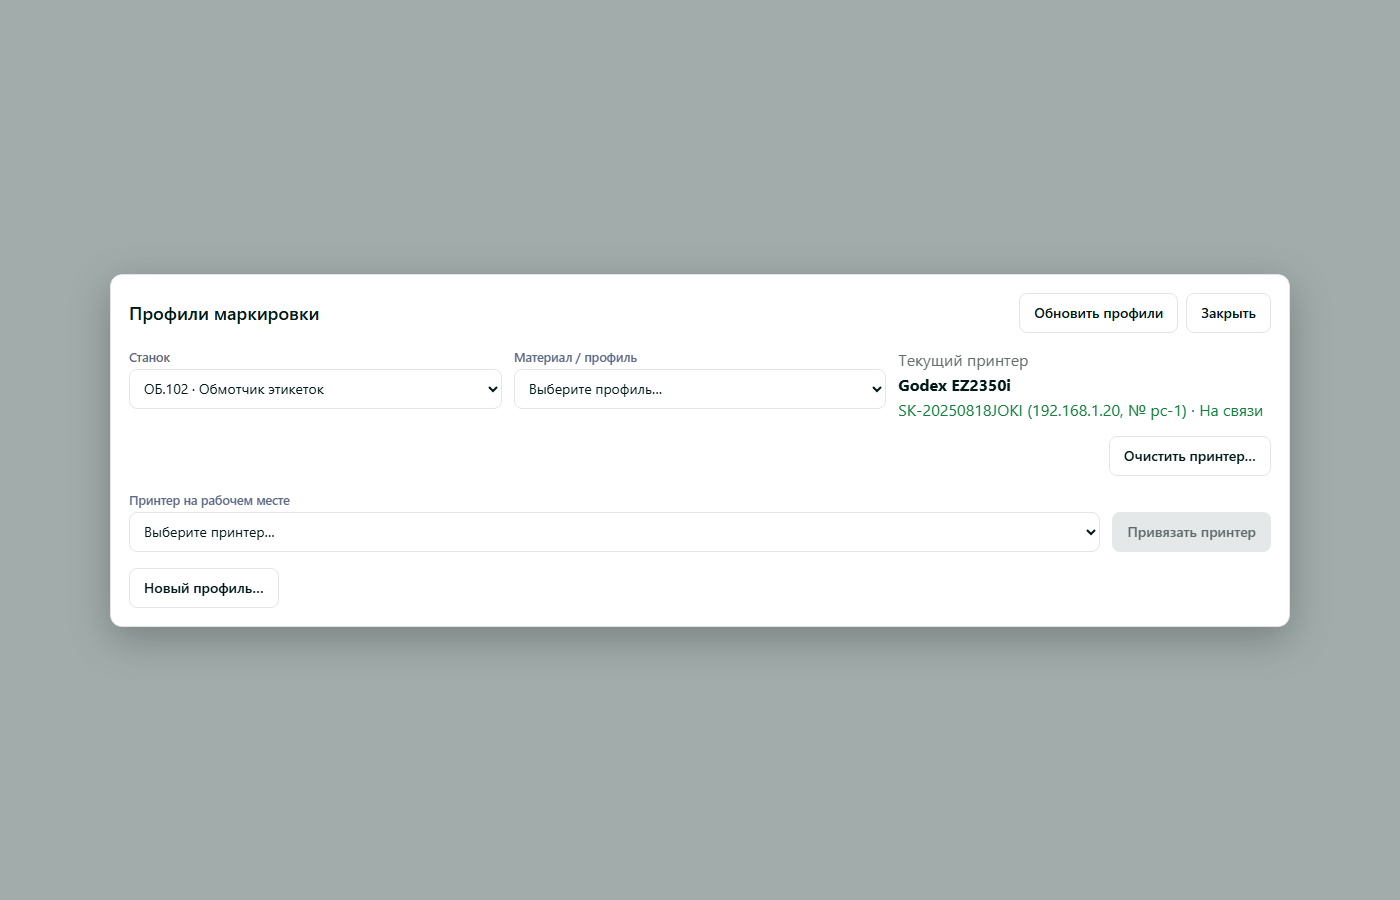 Профили маркировки
Обновить профили
Закрыть
Станок
ОБ.102 · Обмотчик этикеток
Материал / профиль
Выберите профиль...
Текущий принтер
Godex EZ2350i
SK-20250818JOKI (192.168.1.20, № pc-1) · На связи
Очистить принтер...
Принтер на рабочем месте
Выберите принтер...
Привязать принтер
Новый профиль...